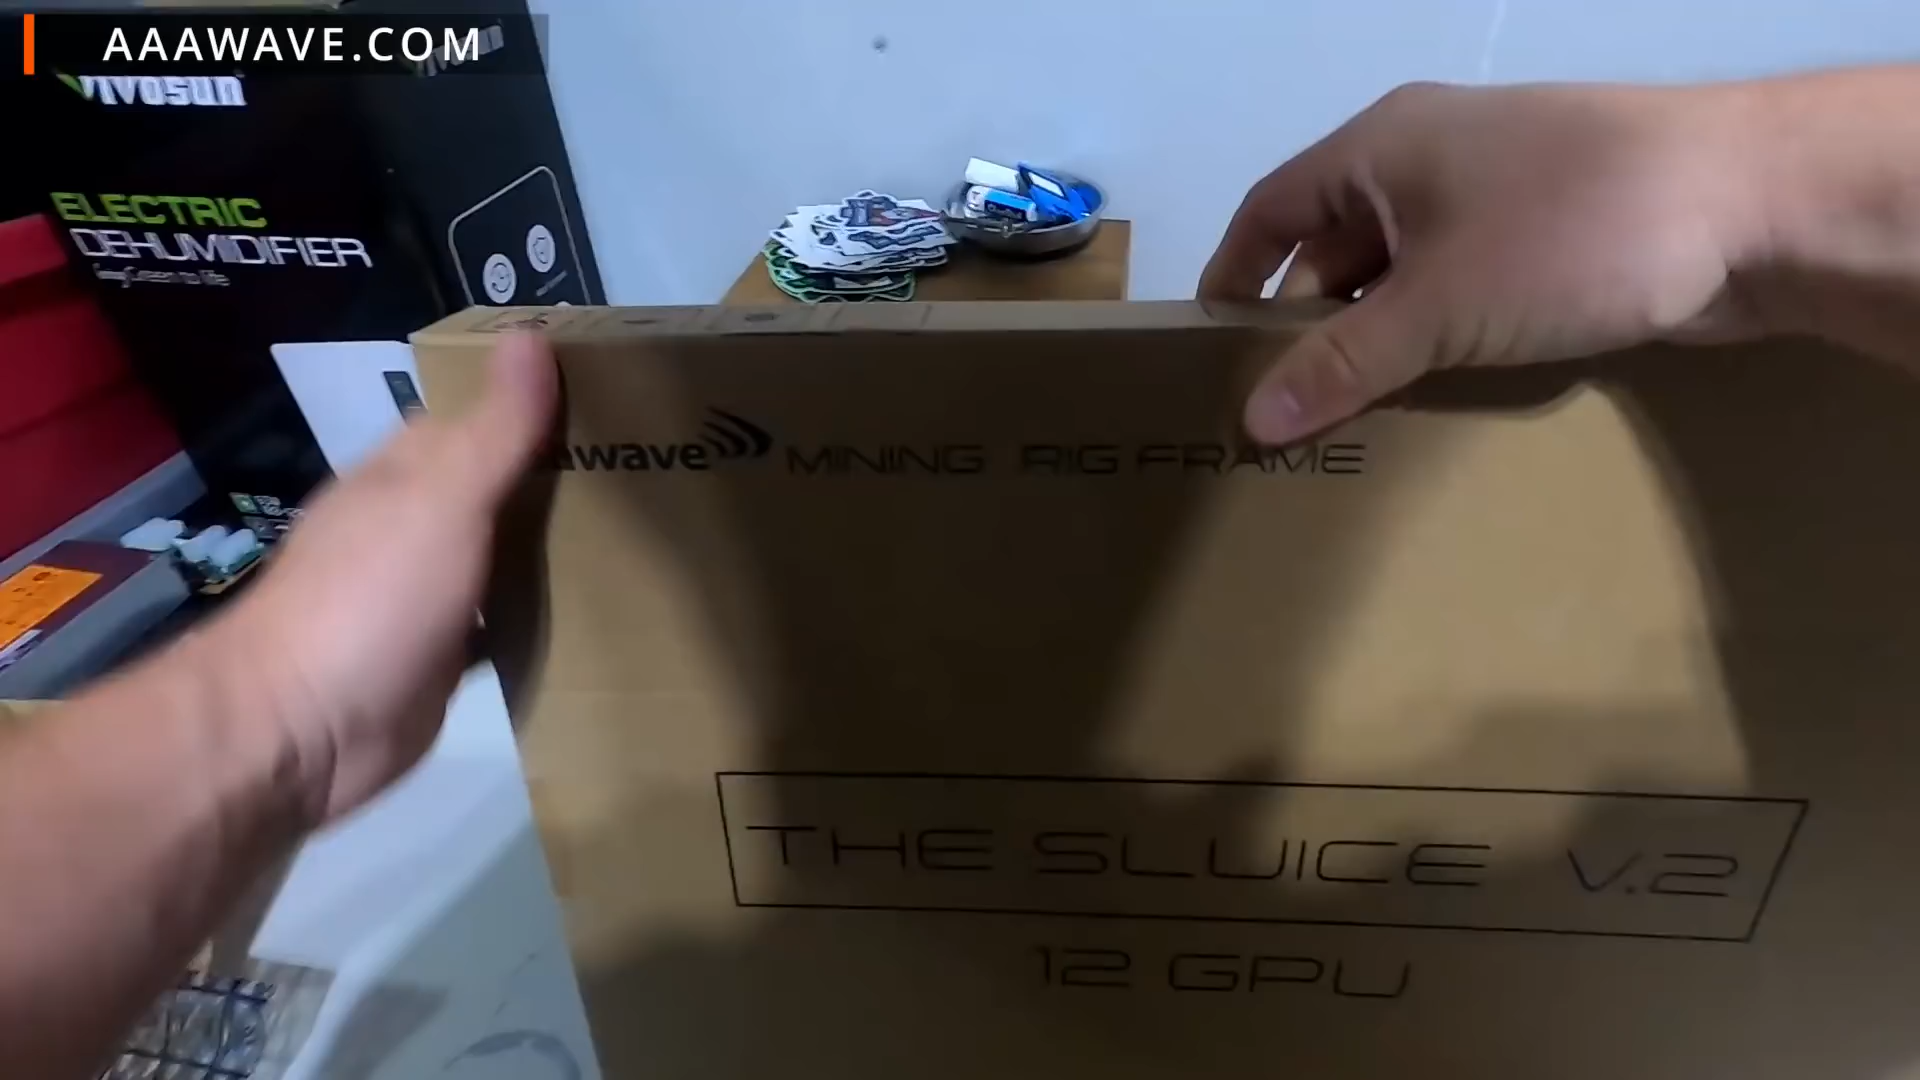 AAAWAVE.COM
VIVOSUN
ELECTRIC
DEHUMIDIFIER
awave MINING RIG FRAME
THE SLUICE V.2
12 GPU